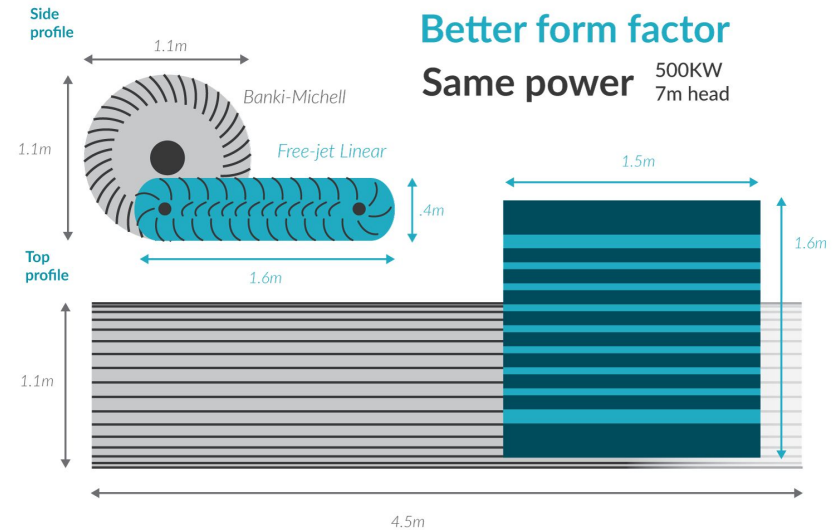 Side
profile
1.1m
Better form factor
Same power
500KW
7m head
Banki-Michell
1.1m
Free-jet Linear
1.5m
.4m
1.6m
Top
profile
1.6m
1.1m
4.5m